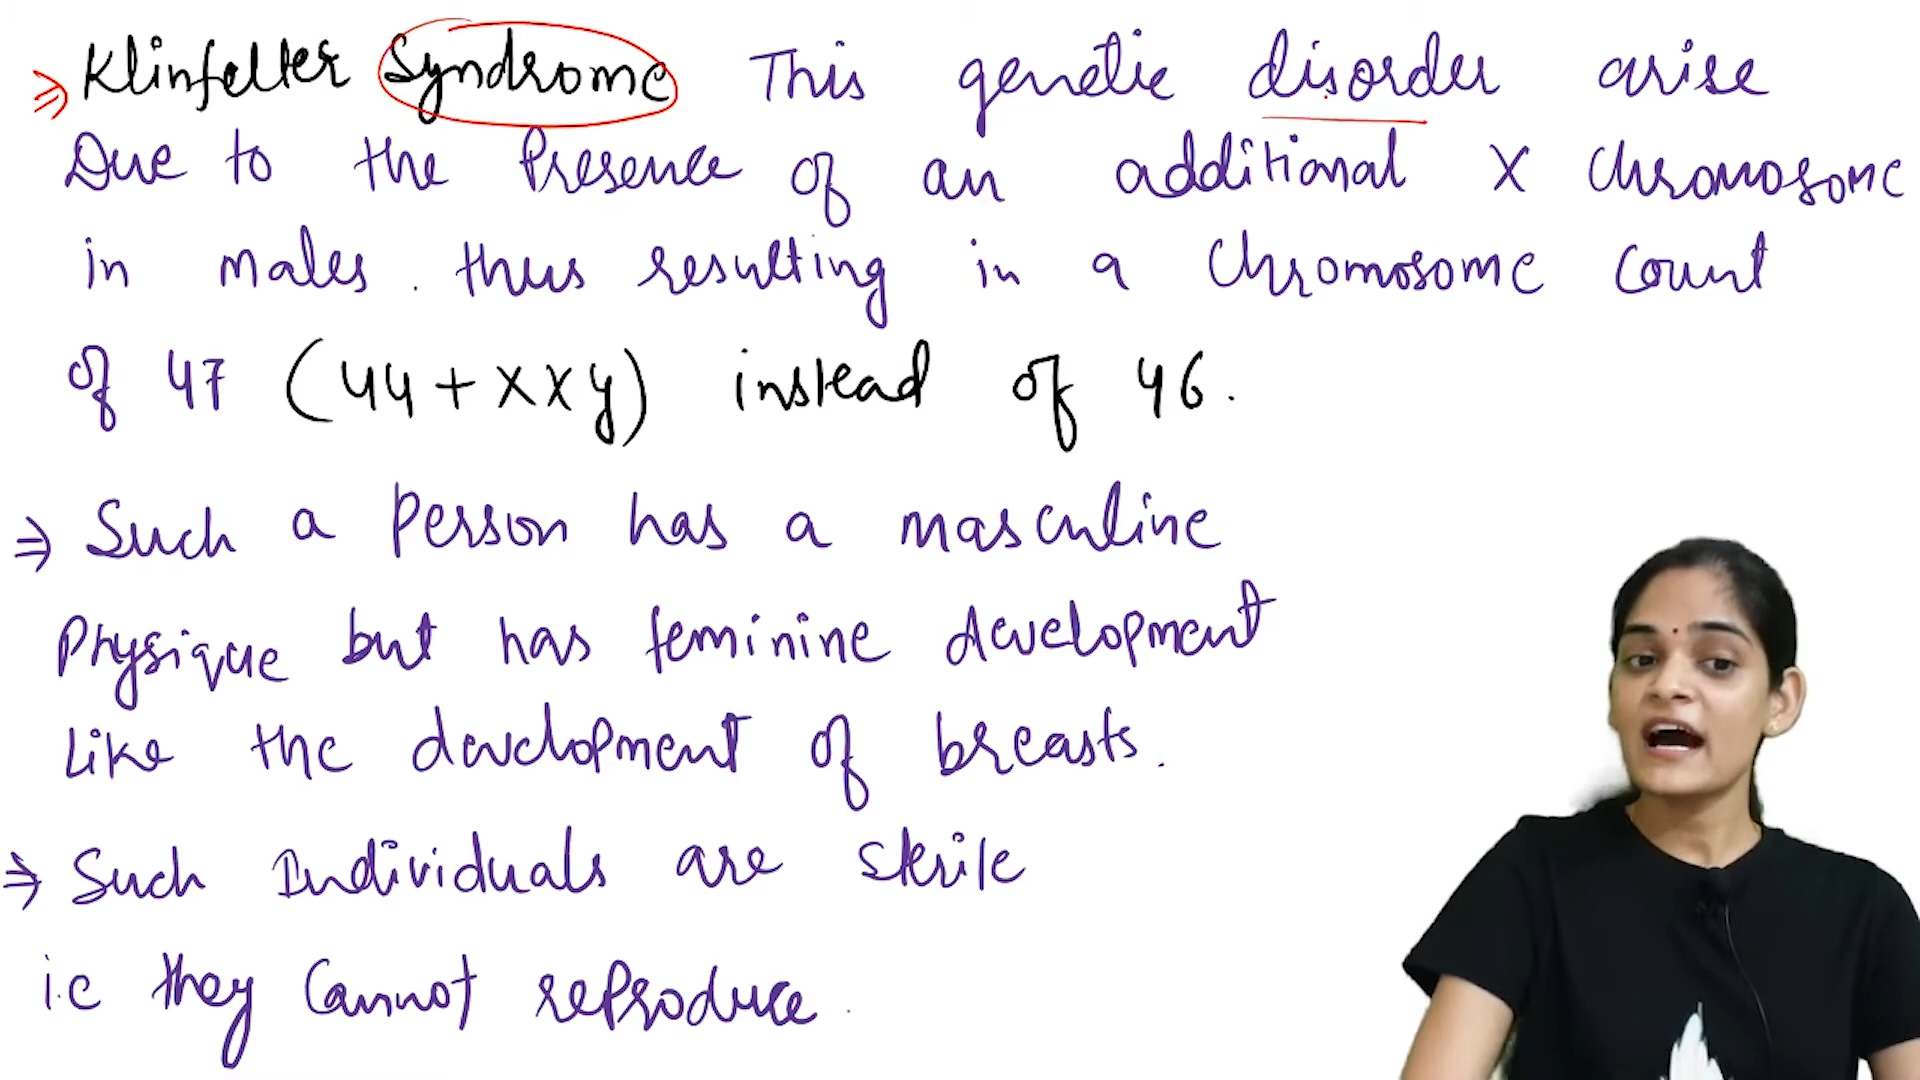 ⇒ Klinfelter Syndrome This genetic disorder arise
Due to the Presence of an additional X Chromosome
in males . thus resulting in a Chromosome count
of 47 (44 + XXy) instead of 46.
⇒ Such a Person has a masculine
Physique but has feminine development
Like the development of breasts.
⇒ Such Individuals are sterile
i.e they Cannot reproduce.